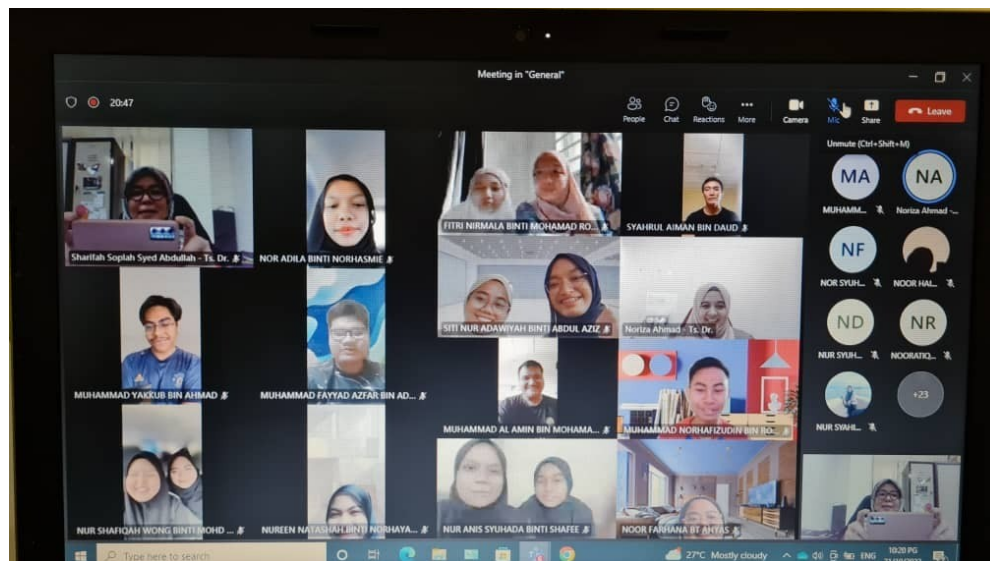 Meeting in "General"
20:47
People
Chat
Reactions
More
Camera
Mic
Share
Leave
Unmute (Ctrl+Shift+M)
Sharifah Soplah Syed Abdullah - Ts. Dr.
NOR ADILA BINTI NORHASMIE
FITRI NIRMALA BINTI MOHAMAD RO...
SYAHRUL AIMAN BIN DAUD
MA
MUHAMM...
NA
Noriza Ahmad -...
MUHAMMAD YAKKUB BIN AHMAD
MUHAMMAD FAYYAD AZFAR BIN AD...
SITI NUR ADAWIYAH BINTI ABDUL AZIZ
Noriza Ahmad - Ts. Dr.
NF
NOR SYUH...
NOOR HAL...
ND
NUR SYUH...
NR
NOORATIQ...
MUHAMMAD AL AMIN BIN MOHAMA...
MUHAMMAD NORHAFIZUDIN BIN RO...
NUR SYAHI...
+23
NUR SHAFIQAH WONG BINTI MOHD ...
NUREEN NATASHAH BINTI NORHAYA...
NUR ANIS SYUHADA BINTI SHAFEE
NOOR FARHANA BT AHYAS
Type here to search
27°C Mostly cloudy
ENG
10:20 PG